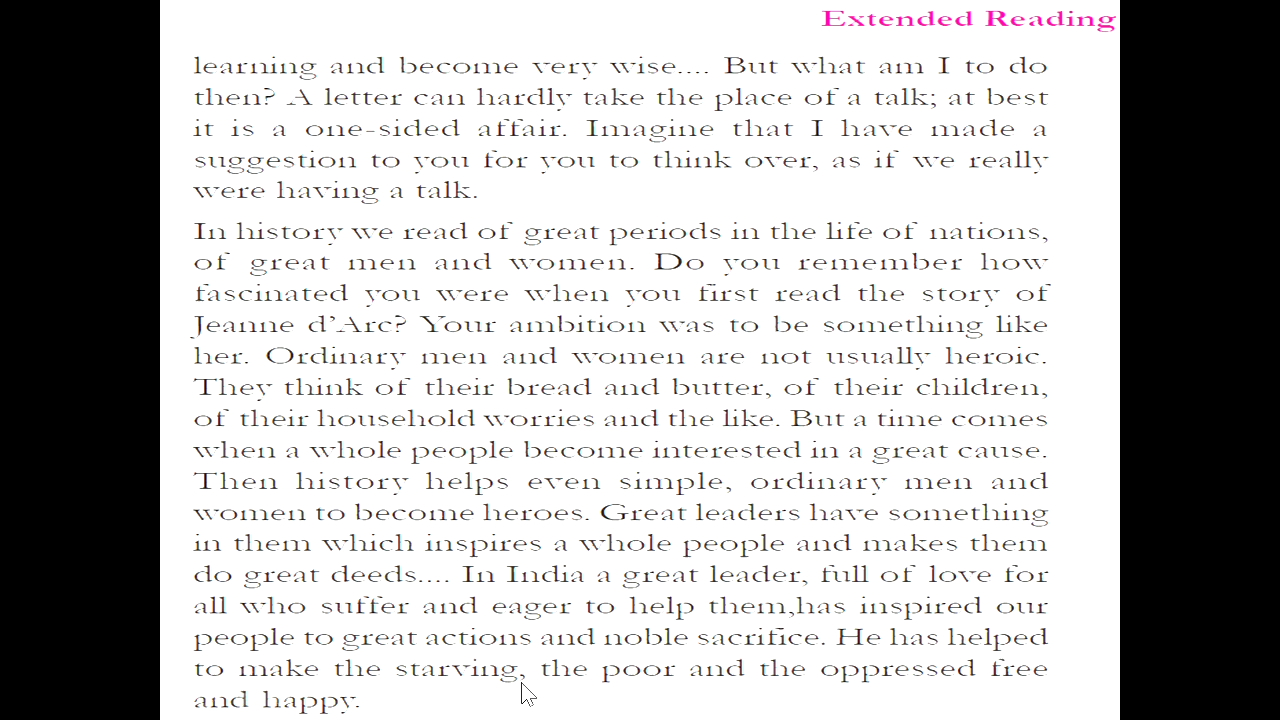 Extended Reading
learning and become very wise.... But what am I to do
then? A letter can hardly take the place of a talk; at best
it is a one-sided affair. Imagine that I have made a
suggestion to you for you to think over, as if we really
were having a talk.
In history we read of great periods in the life of nations,
of great men and women. Do you remember how
fascinated you were when you first read the story of
Jeanne d'Arc? Your ambition was to be something like
her. Ordinary men and women are not usually heroic.
They think of their bread and butter, of their children,
of their household worries and the like. But a time comes
when a whole people become interested in a great cause.
Then history helps even simple, ordinary men and
women to become heroes. Great leaders have something
in them which inspires a whole people and makes them
do great deeds.... In India a great leader, full of love for
all who suffer and eager to help them,has inspired our
people to great actions and noble sacrifice. He has helped
to make the starving, the poor and the oppressed free
and happy.